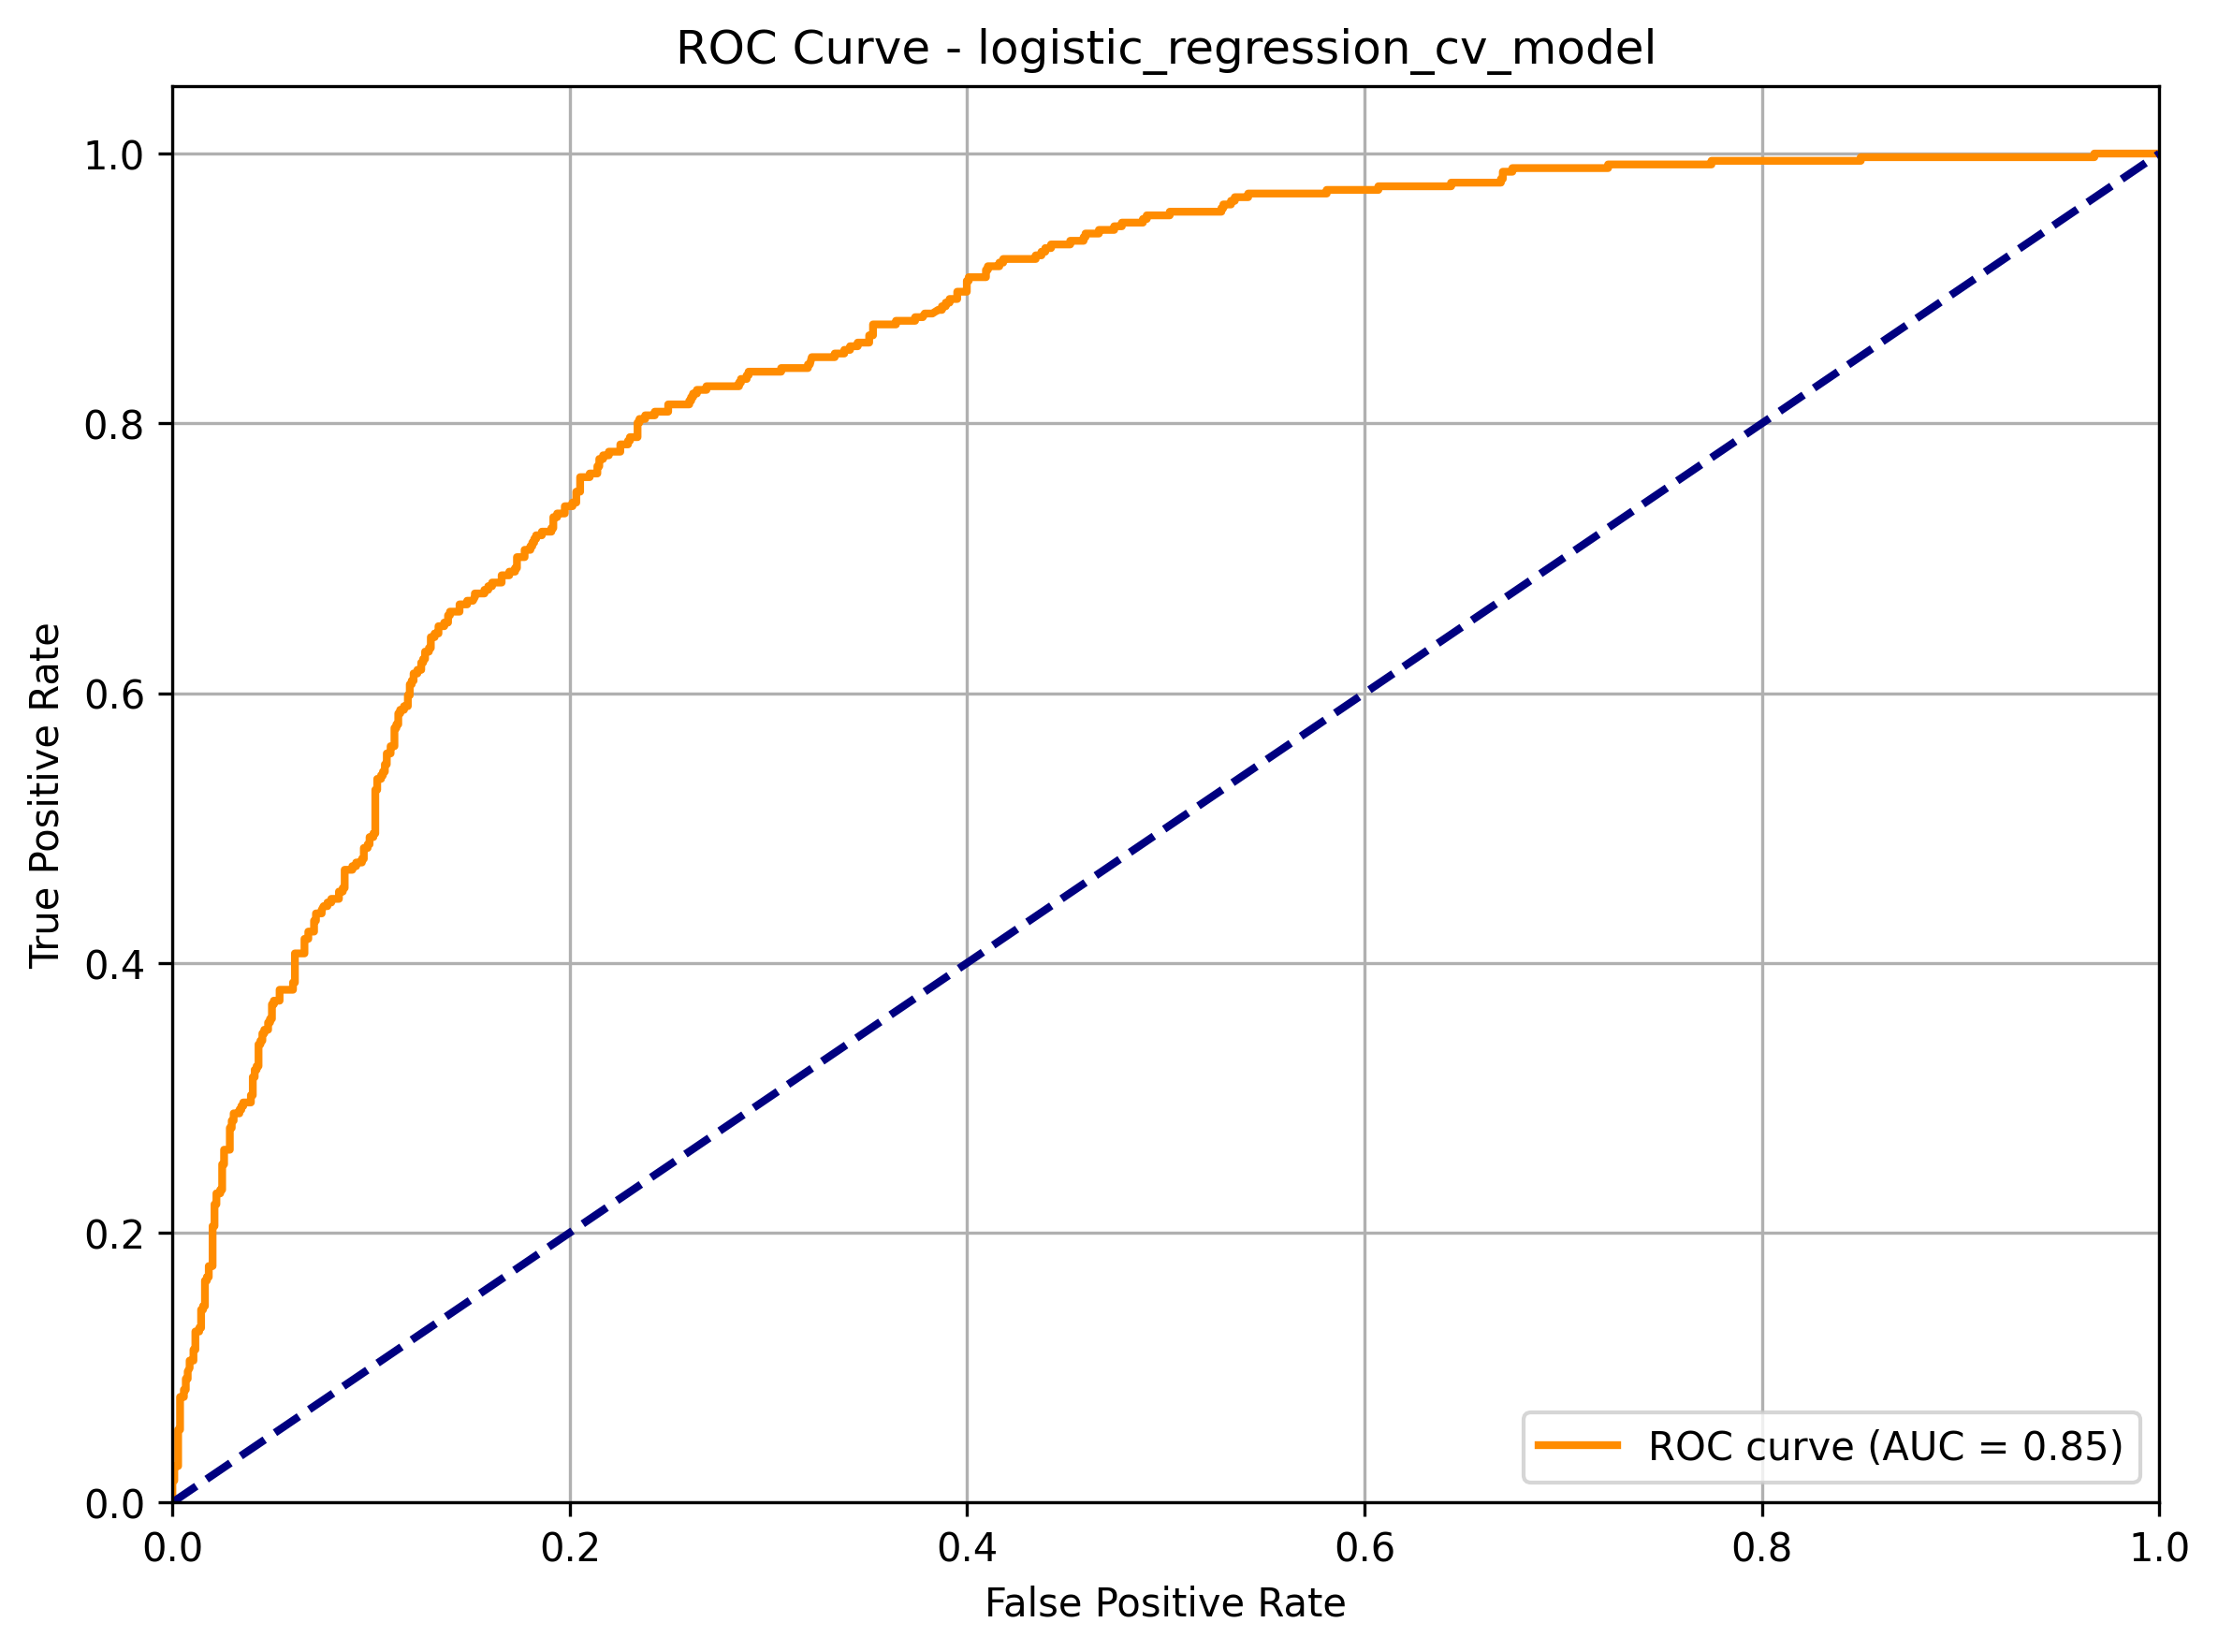 ROC Curve - logistic_regression_cv_model
True Positive Rate
1.0
0.8
0.6
0.4
0.2
0.0
ROC curve (AUC = 0.85)
0.0 0.2 0.4 0.6 0.8 1.0
False Positive Rate